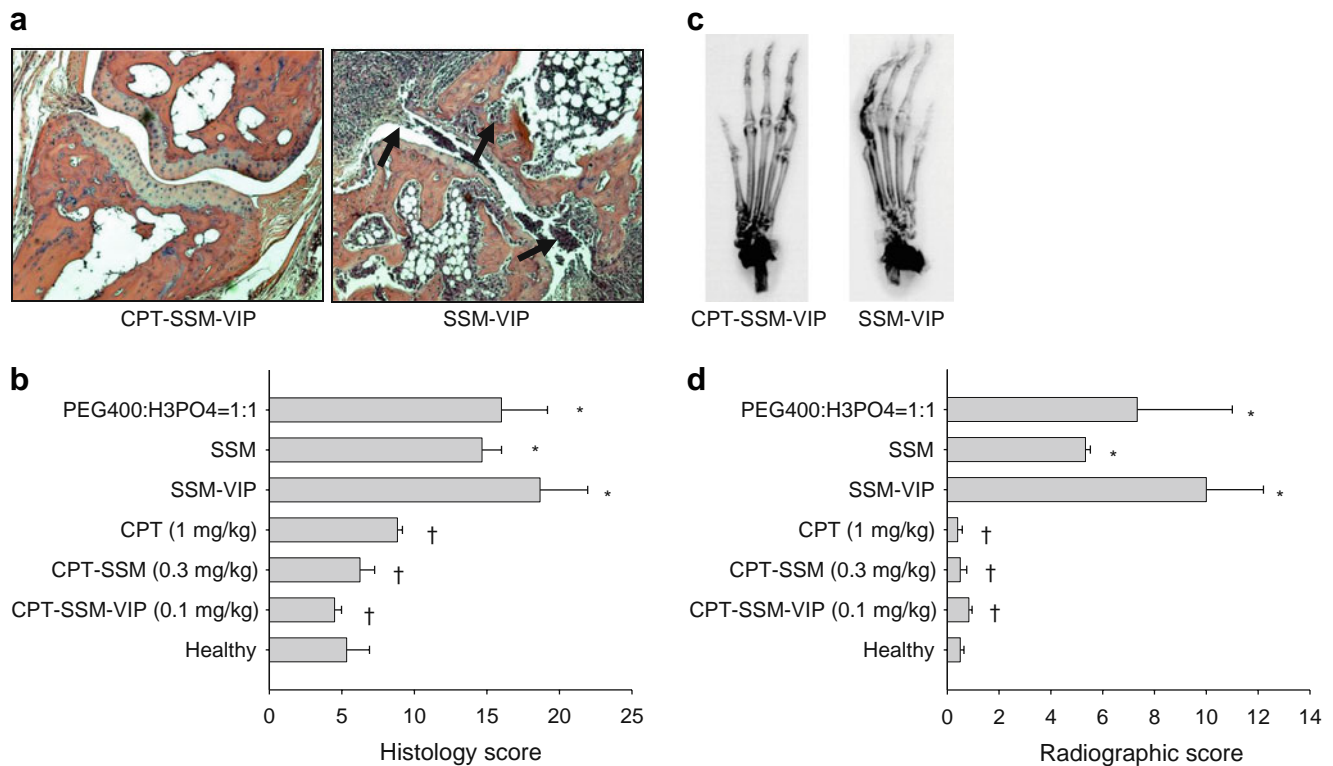 a
CPT-SSM-VIP
SSM-VIP
b
PEG400:H3PO4=1:1
*
SSM
*
SSM-VIP
*
CPT (1 mg/kg)
†
CPT-SSM (0.3 mg/kg)
†
CPT-SSM-VIP (0.1 mg/kg)
†
Healthy
0 5 10 15 20 25
Histology score
c
CPT-SSM-VIP
SSM-VIP
d
PEG400:H3PO4=1:1
*
SSM
*
SSM-VIP
*
CPT (1 mg/kg)
†
CPT-SSM (0.3 mg/kg)
†
CPT-SSM-VIP (0.1 mg/kg)
†
Healthy
0 2 4 6 8 10 12 14
Radiographic score